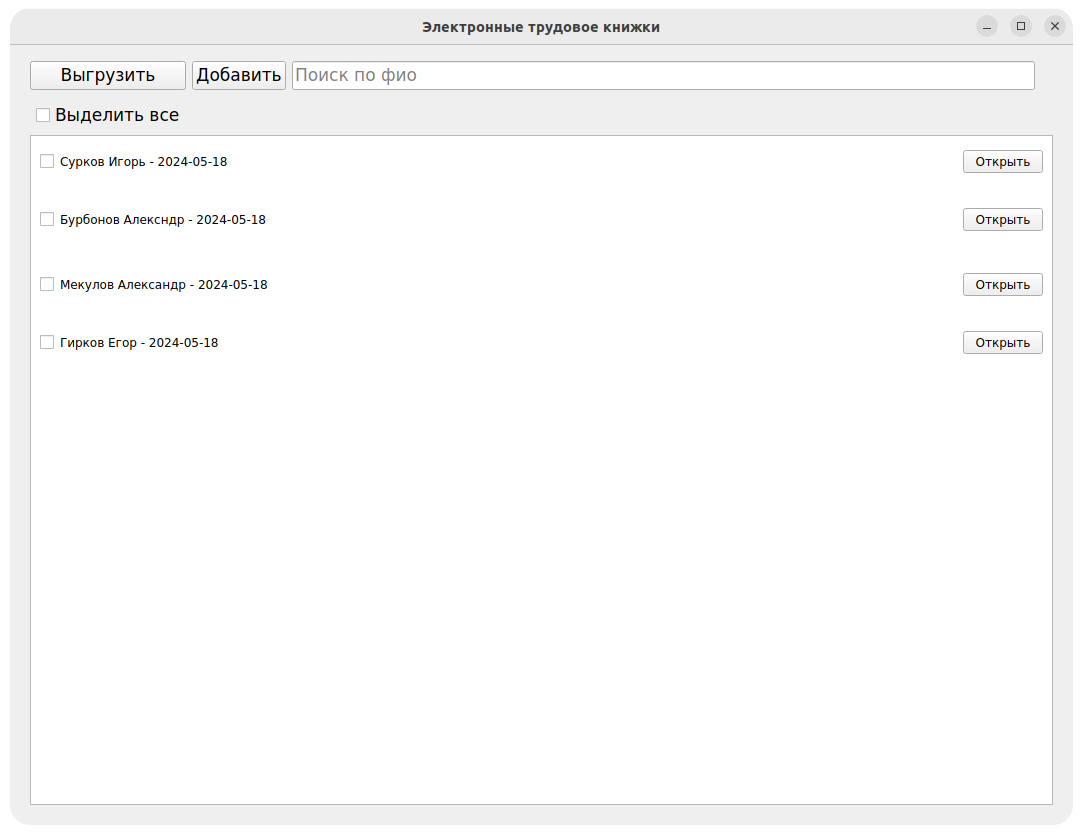 Электронные трудовое книжки
Выгрузить Добавить Поиск по фио
Выделить все
Сурков Игорь - 2024-05-18 Открыть
Бурбонов Алексндр - 2024-05-18 Открыть
Мекулов Александр - 2024-05-18 Открыть
Гирков Егор - 2024-05-18 Открыть